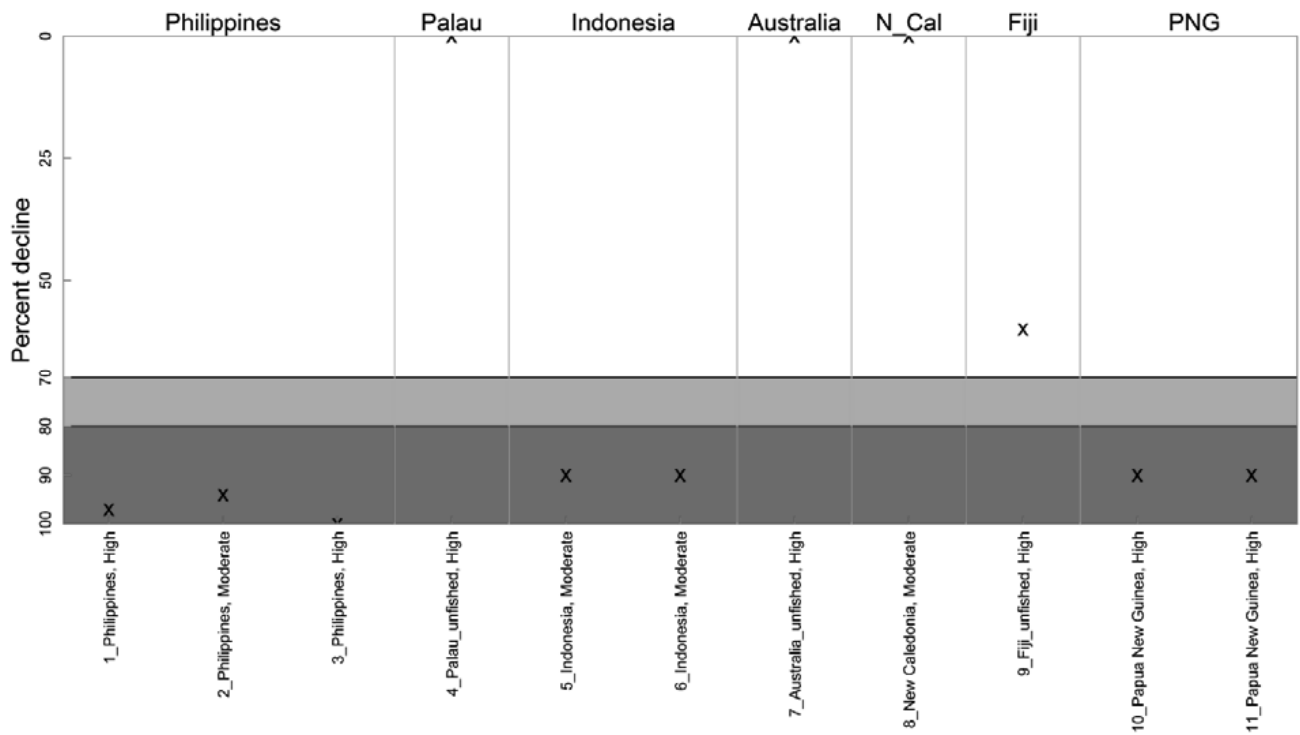 Philippines Palau Indonesia Australia N_Cal Fiji PNG
Percent decline
0
25
50
70
80
90
100
x
x
x
x
x
x
x
x
x
x
x
1_Philippines, High
2_Philippines, Moderate
3_Philippines, High
4_Palau_unfished, High
5_Indonesia, Moderate
6_Indonesia, Moderate
7_Australia_unfished, High
8_New Caledonia, Moderate
9_Fiji_unfished, High
10_Papua New Guinea, High
11_Papua New Guinea, High